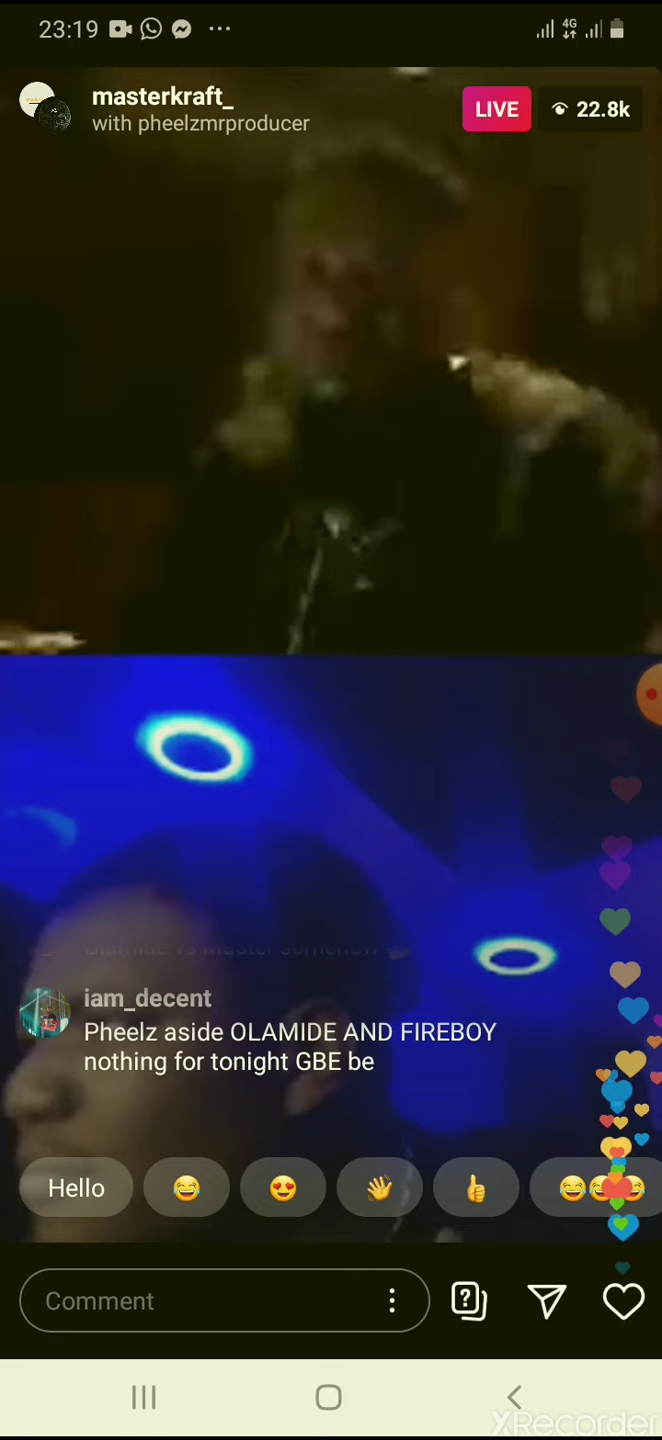 23:19
4G
masterkraft_
with pheelzmrproducer
LIVE
22.8k
iam_decent
Pheelz aside OLAMIDE AND FIREBOY
nothing for tonight GBE be
Hello
Comment
XRecorder